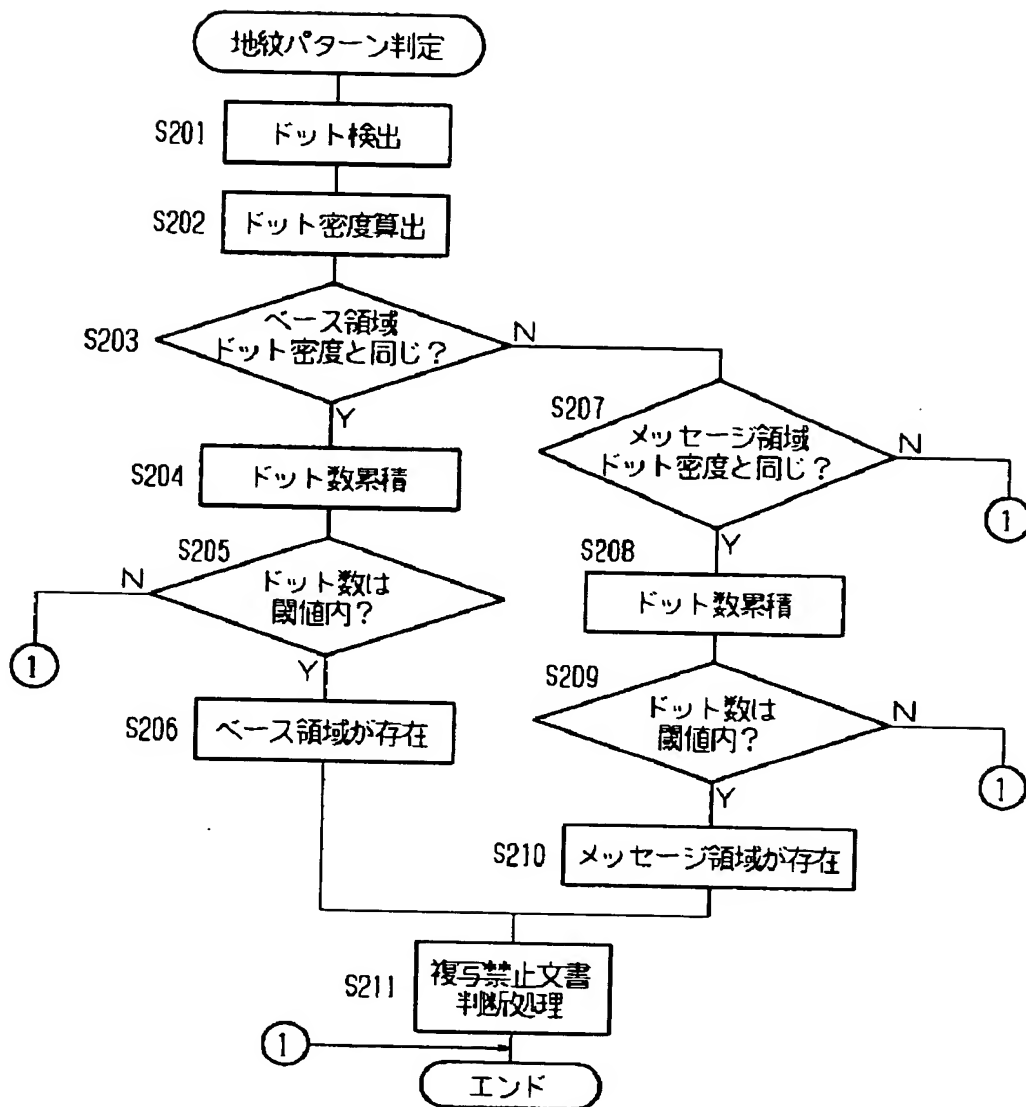 地紋パターン判定
S201
ドット検出
S202
ドット密度算出
S203
ベース領域
ドット密度と同じ?
N
Y
S204
ドット数累積
S205
ドット数は
閾値内?
N
①
Y
S206
ベース領域が存在
S207
メッセージ領域
ドット密度と同じ?
N
①
Y
S208
ドット数累積
S209
ドット数は
閾値内?
N
①
Y
S210
メッセージ領域が存在
S211
複写禁止文書
判断処理
①
エンド